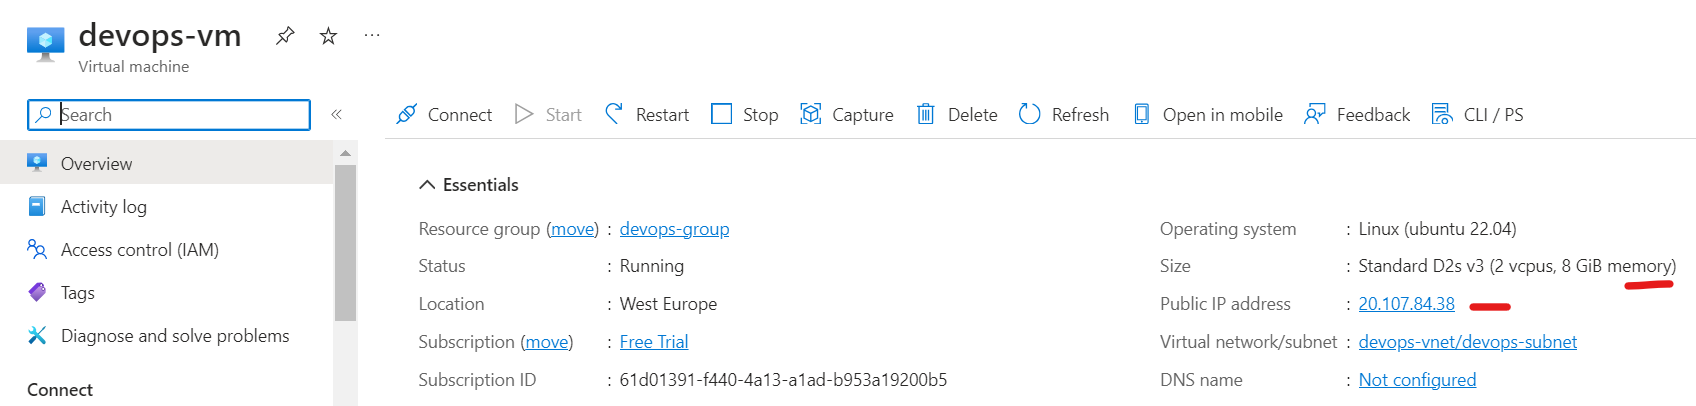 devops-vm
Virtual machine
Search
«
Connect Start Restart Stop Capture Delete Refresh Open in mobile Feedback CLI / PS
Overview
Activity log
Access control (IAM)
Tags
Diagnose and solve problems
Connect
Essentials
Resource group (move) : devops-group
Status : Running
Location : West Europe
Subscription (move) : Free Trial
Subscription ID : 61d01391-f440-4a13-a1ad-b953a19200b5
Operating system : Linux (ubuntu 22.04)
Size : Standard D2s v3 (2 vcpus, 8 GiB memory)
Public IP address : 20.107.84.38
Virtual network/subnet : devops-vnet/devops-subnet
DNS name : Not configured